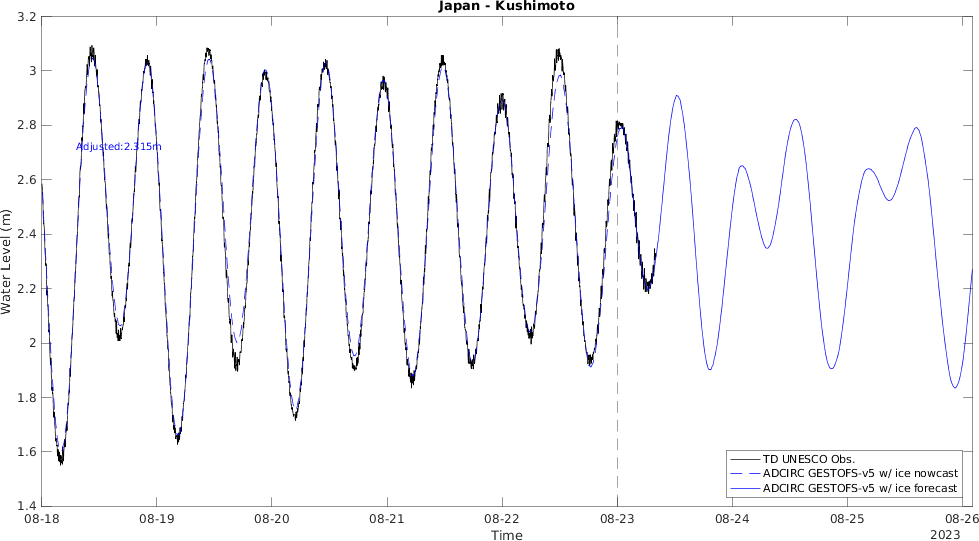 Japan - Kushimoto
3.2
3
2.8
2.6
2.4
2.2
2
1.8
1.6
1.4
Water Level (m)
Adjusted:2.315m
TD UNESCO Obs.
ADCIRC GESTOFS-v5 w/ ice nowcast
ADCIRC GESTOFS-v5 w/ ice forecast
08-18 08-19 08-20 08-21 08-22 08-23 08-24 08-25 08-26
Time
2023